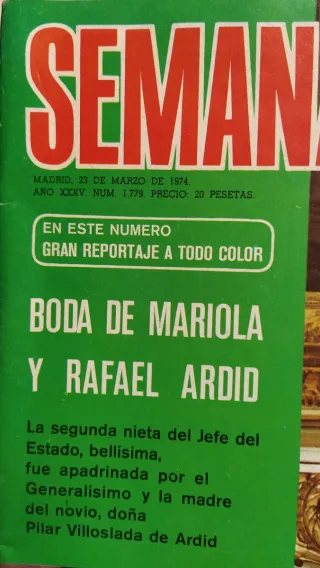 SEMANA
MADRID, 23 DE MARZO DE 1974.
AÑO XXXV. NUM. 1.779. PRECIO: 20 PESETAS.
EN ESTE NUMERO
GRAN REPORTAJE A TODO COLOR
BODA DE MARIOLA
Y RAFAEL ARDID
La segunda nieta del Jefe del
Estado, bellísima,
fue apadrinada por el
Generalísimo y la madre
del novio, doña
Pilar Villoslada de Ardid